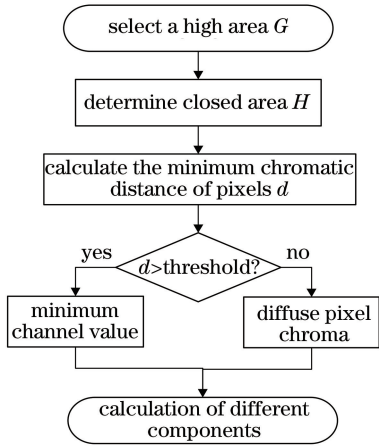 select a high area G
determine closed area H
calculate the minimum chromatic
distance of pixels d
yes
d>threshold?
no
minimum
channel value
diffuse pixel
chroma
calculation of different
components